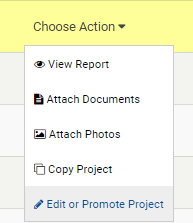 Choose Action
View Report
Attach Documents
Attach Photos
Copy Project
Edit or Promote Project